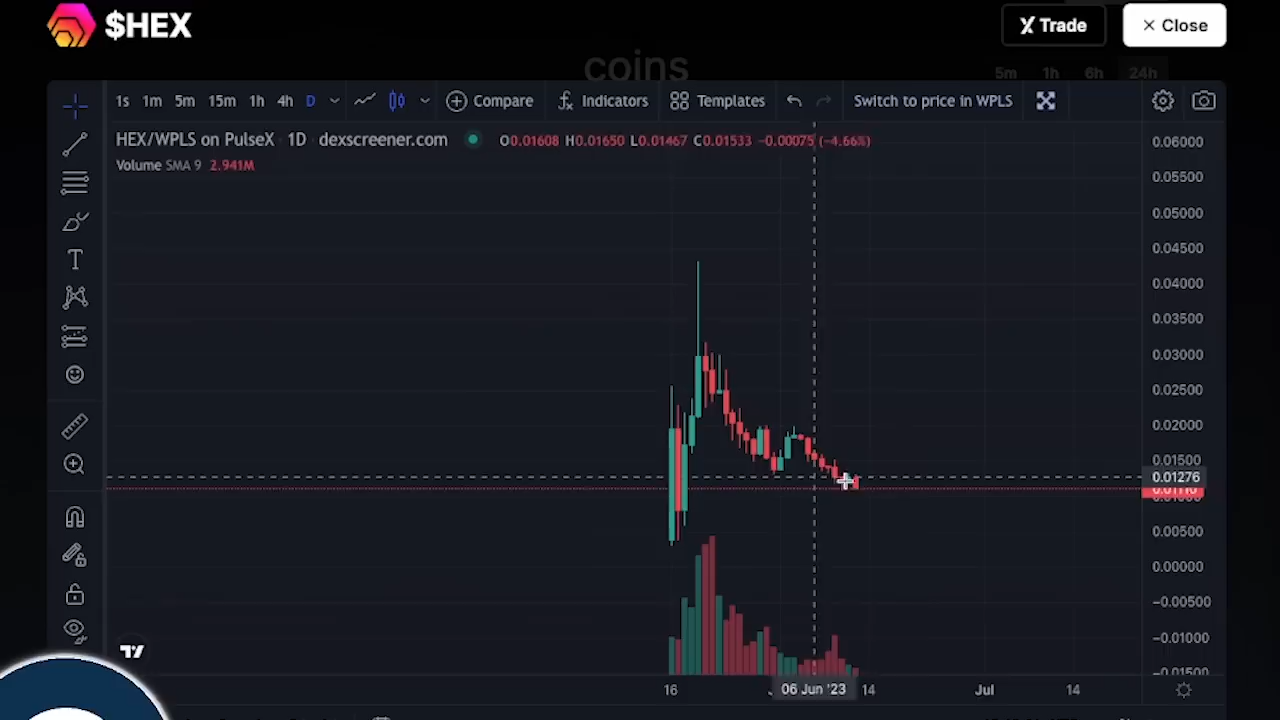 $HEX
Trade
× Close
coins
5m 1h 6h 24h
1s 1m 5m 15m 1h 4h D
Compare
Indicators
Templates
Switch to price in WPLS
HEX/WPLS on PulseX · 1D · dexscreener.com
O0.01608 H0.01650 L0.01467 C0.01533 −0.00075 (−4.66%)
Volume SMA 9 2.941M
0.06000
0.05500
0.05000
0.04500
0.04000
0.03500
0.03000
0.02500
0.02000
0.01500
0.01276
0.00500
0.00000
−0.00500
−0.01000
−0.01500
16
06 Jun '23
14
Jul
14